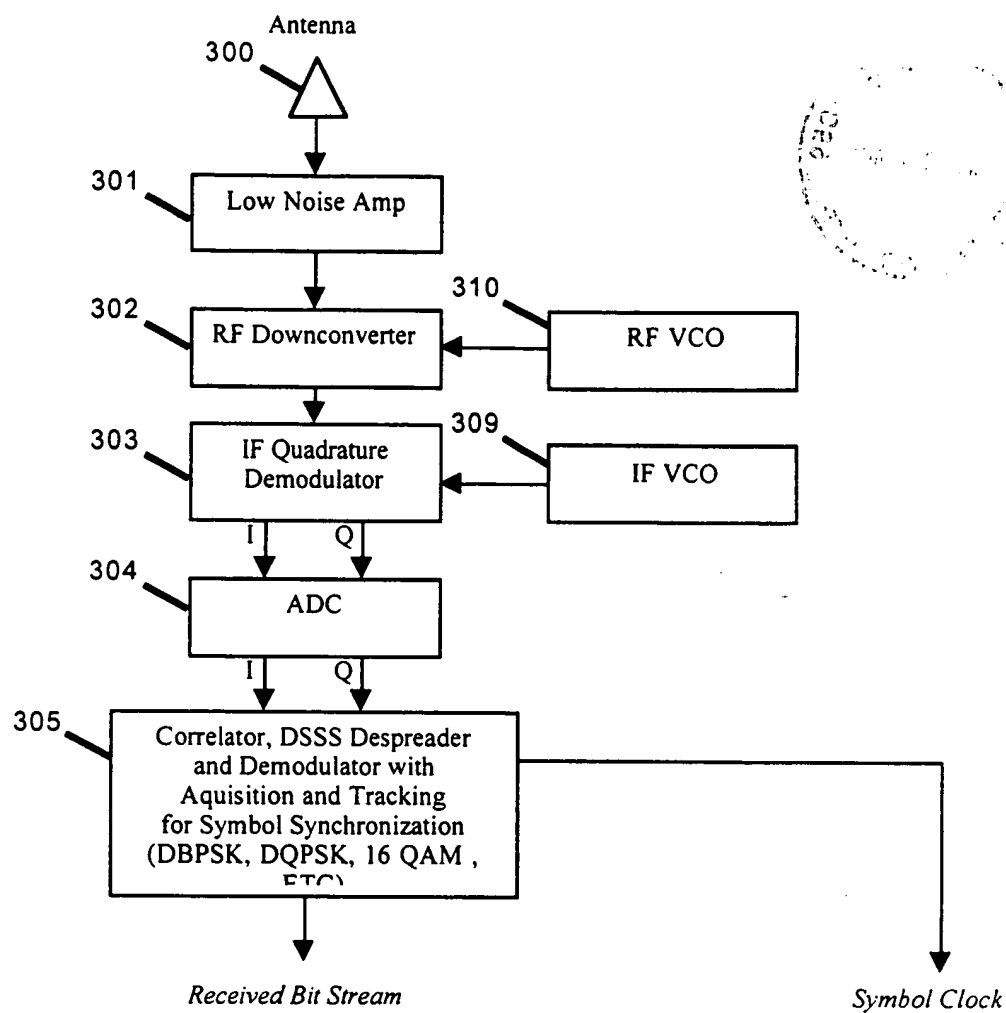 Antenna
300
301
Low Noise Amp
302
RF Downconverter
310
RF VCO
303
IF Quadrature
Demodulator
309
IF VCO
I Q
304
ADC
I Q
305
Correlator, DSSS Despreader
and Demodulator with
Aquisition and Tracking
for Symbol Synchronization
(DBPSK, DQPSK, 16 QAM ,
ETC)
Received Bit Stream
Symbol Clock